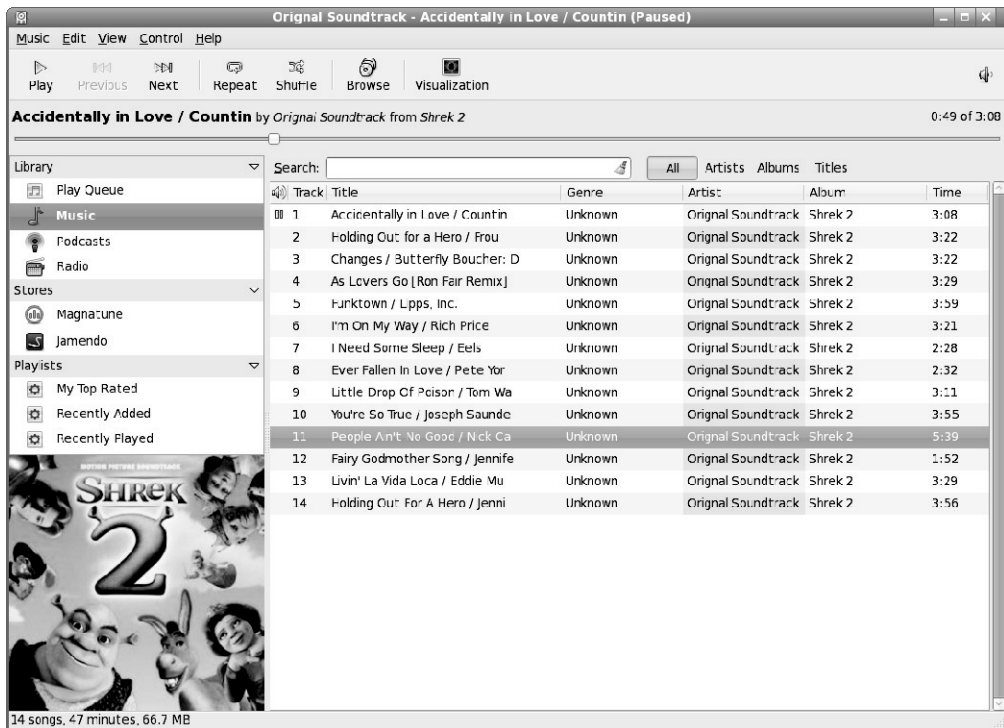 Orignal Soundtrack - Accidentally in Love / Countin (Paused)
Music Edit View Control Help
Play Previous Next Repeat Shuffle Browse Visualization
Accidentally in Love / Countin by Orignal Soundtrack from Shrek 2 0:49 of 3:08
Library
Play Queue
Music
Podcasts
Radio
Stores
Magnatune
Jamendo
Playlists
My Top Rated
Recently Added
Recently Played
MOTION PICTURE SOUNDTRACK
SHREK
2
Search: All Artists Albums Titles
Track Title Genre Artist Album Time
1 Accidentally in Love / Countin Unknown Orignal Soundtrack Shrek 2 3:08
2 Holding Out for a Hero / Frou Unknown Orignal Soundtrack Shrek 2 3:22
3 Changes / Butterfly Boucher: D Unknown Orignal Soundtrack Shrek 2 3:22
4 As Lovers Go [Ron Fair Remix] Unknown Orignal Soundtrack Shrek 2 3:29
5 Funktown / Lipps, Inc. Unknown Orignal Soundtrack Shrek 2 3:59
6 I'm On My Way / Rich Price Unknown Orignal Soundtrack Shrek 2 3:21
7 I Need Some Sleep / Eels Unknown Orignal Soundtrack Shrek 2 2:28
8 Ever Fallen In Love / Pete Yor Unknown Orignal Soundtrack Shrek 2 2:32
9 Little Drop Of Poison / Tom Wa Unknown Orignal Soundtrack Shrek 2 3:11
10 You're So True / Joseph Saunde Unknown Orignal Soundtrack Shrek 2 3:55
11 People Ain't No Good / Nick Ca Unknown Orignal Soundtrack Shrek 2 5:39
12 Fairy Godmother Song / Jennife Unknown Orignal Soundtrack Shrek 2 1:52
13 Livin' La Vida Loca / Eddie Mu Unknown Orignal Soundtrack Shrek 2 3:29
14 Holding Out For A Hero / Jenni Unknown Orignal Soundtrack Shrek 2 3:56
14 songs, 47 minutes, 66.7 MB